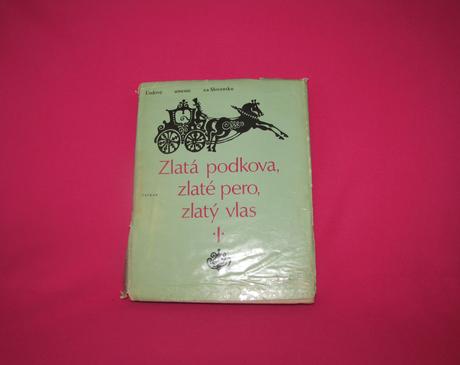 Ľudové umenie na Slovensku
Zlatá podkova,
zlaté pero,
zlatý vlas
I